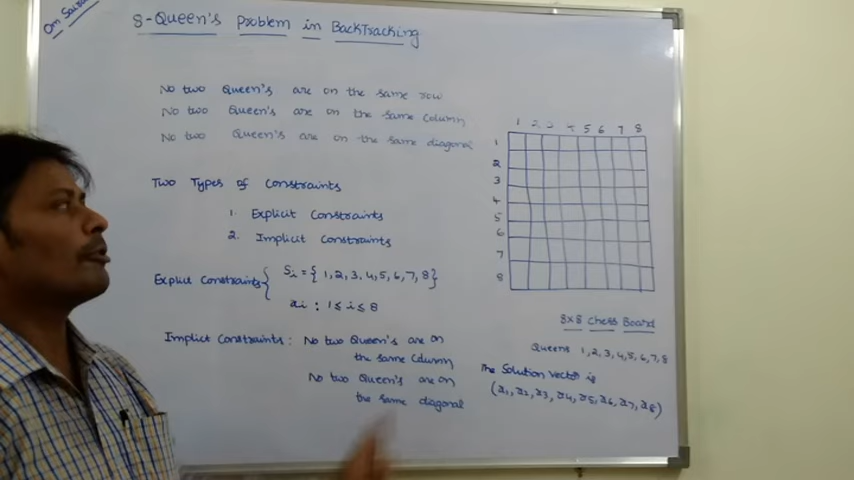 Om Sai
8-Queen's Problem in BackTracking
No two Queen's are on the same row
No two Queen's are on the same column
No two Queen's are on the same diagonal
Two Types of Constraints
1. Explicit Constraints
2. Implicit Constraints
Explicit Constraints { Si = { 1, 2, 3, 4, 5, 6, 7, 8 }
xi : 1 ≤ i ≤ 8
Implicit Constraints : No two Queen's are on
the same Column
No two Queen's are on
the same diagonal
1 2 3 4 5 6 7 8
1
2
3
4
5
6
7
8
8x8 Chess Board
Queens 1, 2, 3, 4, 5, 6, 7, 8
The Solution Vector is
(x1, x2, x3, x4, x5, x6, x7, x8)